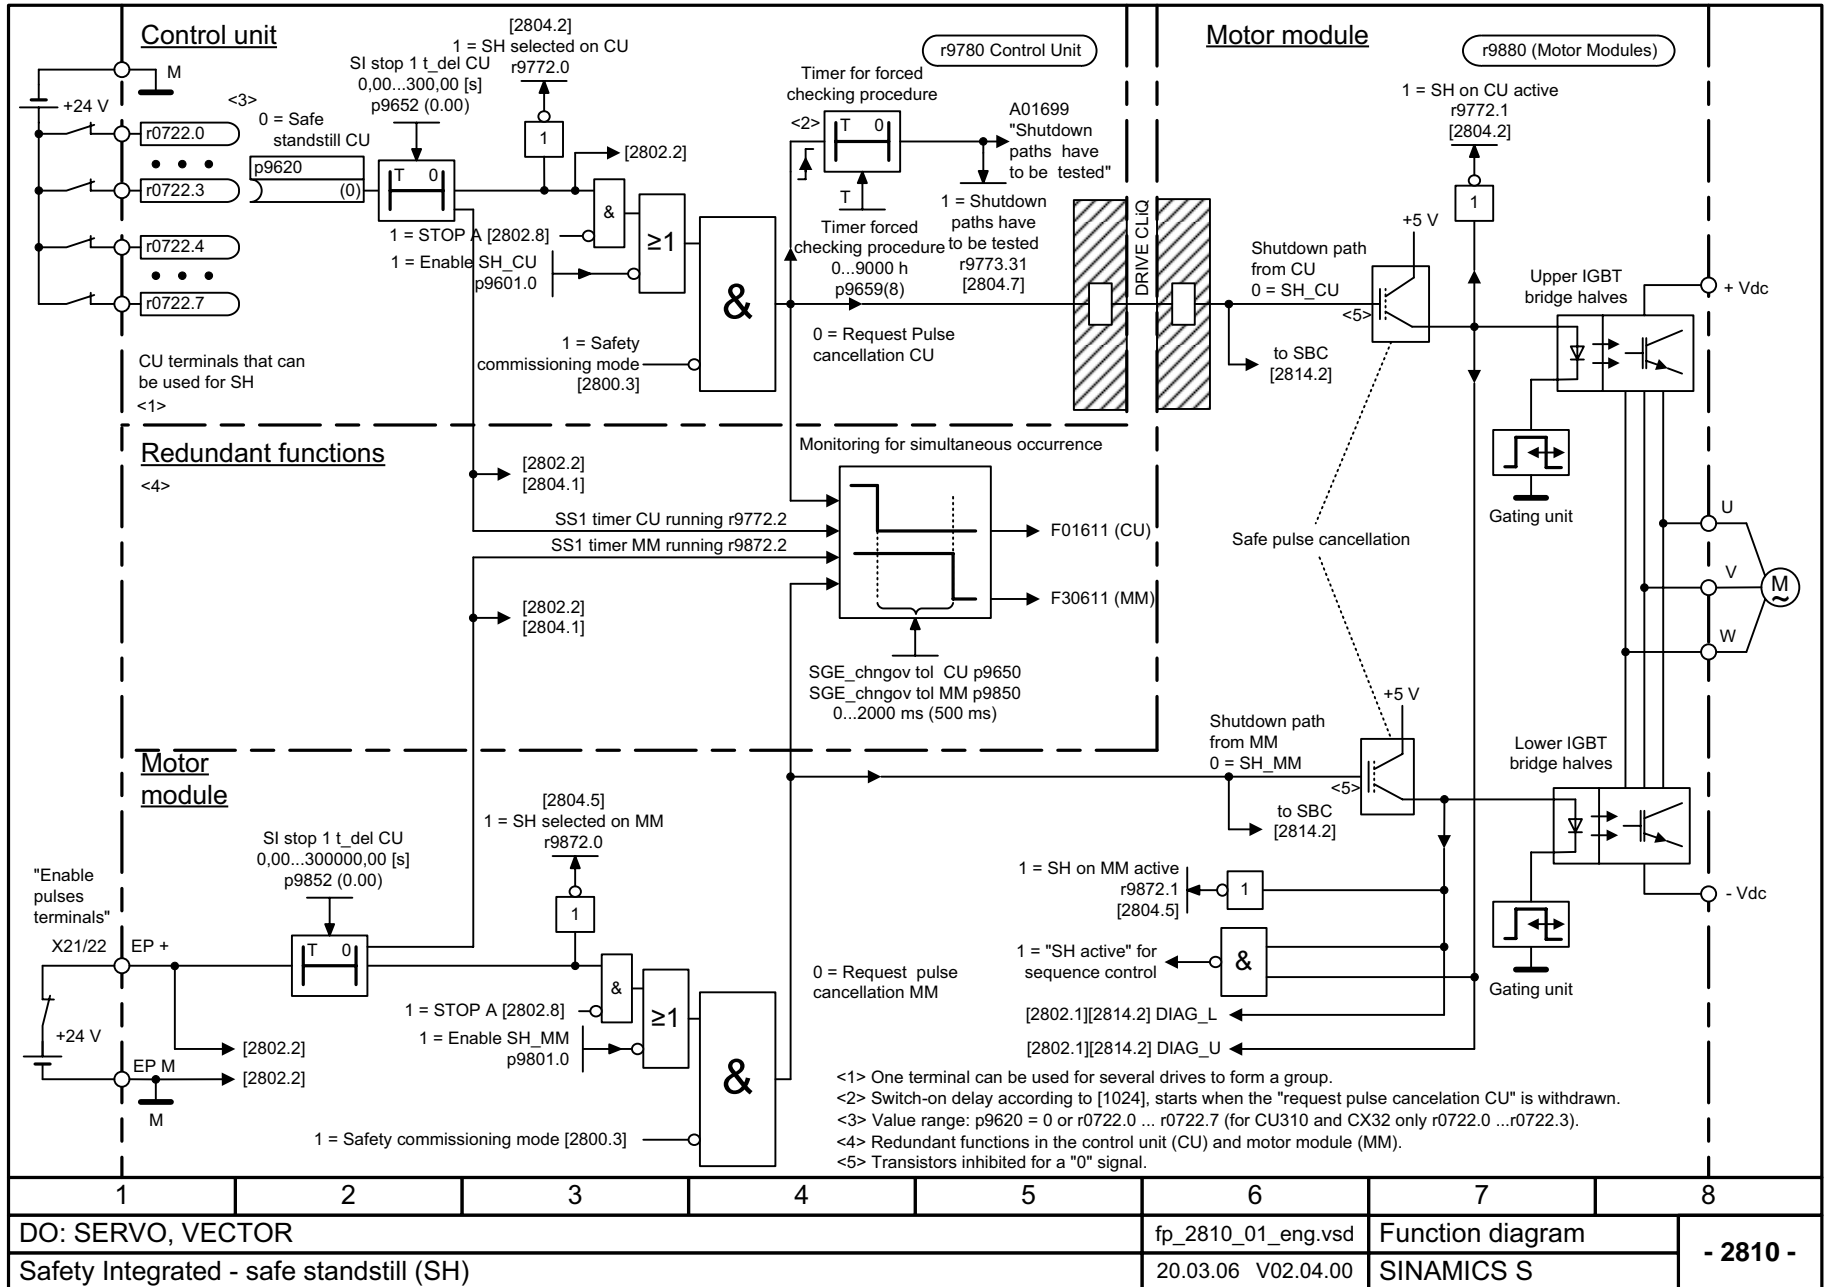 Control unit
M
+24 V
<3>
r0722.0
r0722.3
r0722.4
r0722.7
0 = Safe
standstill CU
p9620
(0)
CU terminals that can
be used for SH
<1>
SI stop 1 t_del CU
0,00...300,00 [s]
p9652 (0.00)
T 0
[2804.2]
1 = SH selected on CU
r9772.0
1
[2802.2]
&
1 = STOP A [2802.8]
1 = Enable SH_CU
p9601.0
≥1
&
1 = Safety
commissioning mode
[2800.3]
r9780 Control Unit
Timer for forced
checking procedure
<2>
T 0
T
Timer forced
checking procedure
0...9000 h
p9659(8)
A01699
"Shutdown
paths have
to be tested"
1 = Shutdown
paths have
to be tested
r9773.31
[2804.7]
0 = Request Pulse
cancellation CU
DRIVE CLiQ
Motor module
r9880 (Motor Modules)
1 = SH on CU active
r9772.1
[2804.2]
1
+5 V
Shutdown path
from CU
0 = SH_CU
<5>
to SBC
[2814.2]
Upper IGBT
bridge halves
+ Vdc
Gating unit
Safe pulse cancellation
U
V
W
M
~
Redundant functions
<4>
[2802.2]
[2804.1]
SS1 timer CU running r9772.2
SS1 timer MM running r9872.2
[2802.2]
[2804.1]
Monitoring for simultaneous occurrence
F01611 (CU)
F30611 (MM)
SGE_chngov tol CU p9650
SGE_chngov tol MM p9850
0...2000 ms (500 ms)
Motor
module
"Enable
pulses
terminals"
X21/22
EP +
+24 V
EP M
M
[2802.2]
[2802.2]
SI stop 1 t_del CU
0,00...300000,00 [s]
p9852 (0.00)
T 0
[2804.5]
1 = SH selected on MM
r9872.0
1
&
1 = STOP A [2802.8]
1 = Enable SH_MM
p9801.0
≥1
&
1 = Safety commissioning mode [2800.3]
0 = Request pulse
cancellation MM
Shutdown path
from MM
0 = SH_MM
<5>
+5 V
to SBC
[2814.2]
Lower IGBT
bridge halves
- Vdc
Gating unit
1 = SH on MM active
r9872.1
[2804.5]
1
1 = "SH active" for
sequence control
&
[2802.1][2814.2] DIAG_L
[2802.1][2814.2] DIAG_U
<1> One terminal can be used for several drives to form a group.
<2> Switch-on delay according to [1024], starts when the "request pulse cancelation CU" is withdrawn.
<3> Value range: p9620 = 0 or r0722.0 ... r0722.7 (for CU310 and CX32 only r0722.0 ...r0722.3).
<4> Redundant functions in the control unit (CU) and motor module (MM).
<5> Transistors inhibited for a "0" signal.
1 2 3 4 5 6 7 8
DO: SERVO, VECTOR
fp_2810_01_eng.vsd
Function diagram
- 2810 -
Safety Integrated - safe standstill (SH)
20.03.06 V02.04.00
SINAMICS S